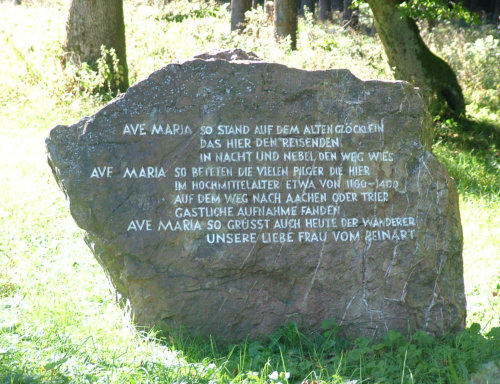 AVE MARIA SO STAND AUF DEM ALTEN GLÖCKLEIN
DAS HIER DEN REISENDEN
IN NACHT UND NEBEL DEN WEG WIES
AVE MARIA SO BETETEN DIE VIELEN PILGER DIE HIER
IM HOCHMITTELALTER ETWA VON 1100-1400
AUF DEM WEG NACH AACHEN ODER TRIER
GASTLICHE AUFNAHME FANDEN
AVE MARIA SO GRÜSST AUCH HEUTE DER WANDERER
UNSERE LIEBE FRAU VOM REINART